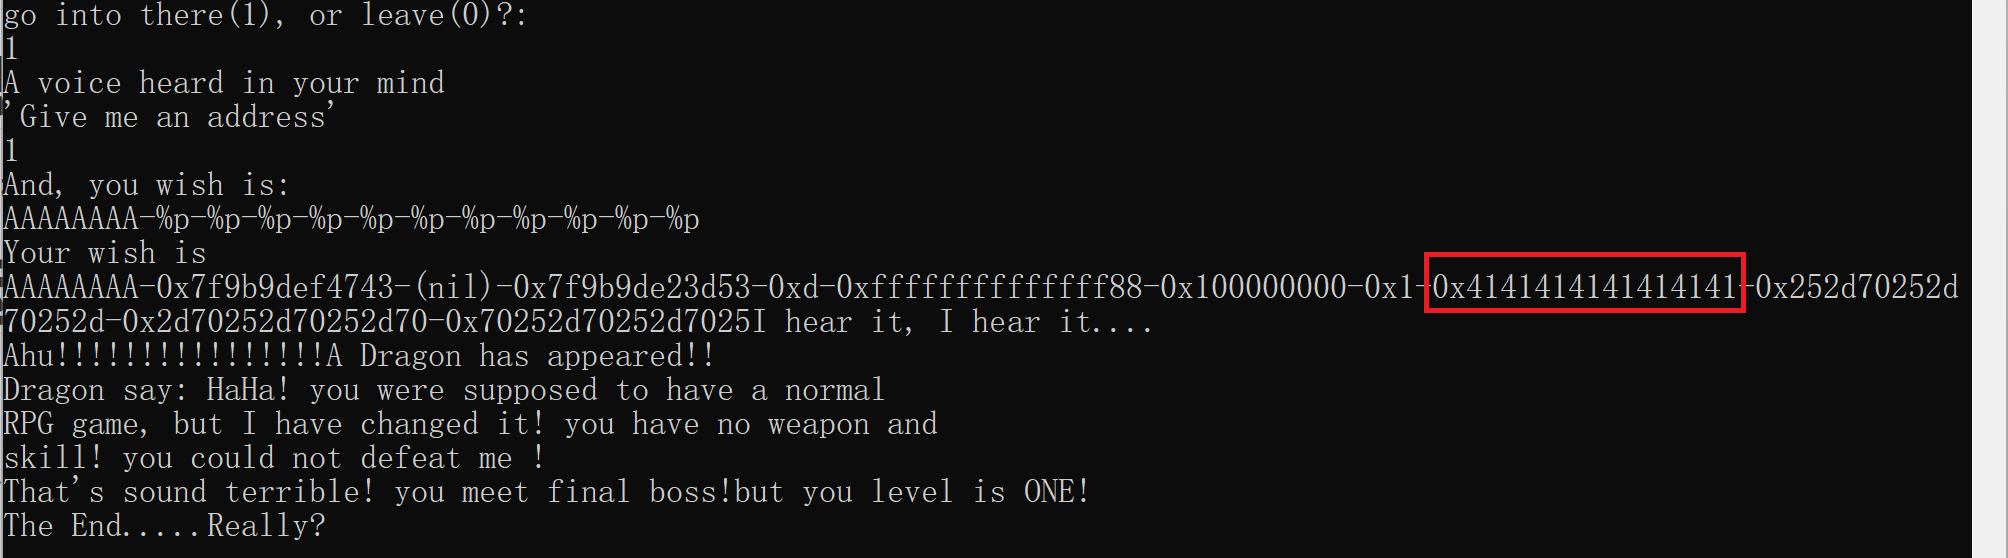 go into there(1), or leave(0)?:
1
A voice heard in your mind
'Give me an address'
1
And, you wish is:
AAAAAAAA-%p-%p-%p-%p-%p-%p-%p-%p-%p-%p-%p
Your wish is
AAAAAAAA-0x7f9b9def4743-(nil)-0x7f9b9de23d53-0xd-0xffffffffffffff88-0x100000000-0x1-0x4141414141414141-0x252d70252d
70252d-0x2d70252d70252d70-0x70252d70252d7025I hear it, I hear it....
Ahu!!!!!!!!!!!!!!!!A Dragon has appeared!!
Dragon say: HaHa! you were supposed to have a normal
RPG game, but I have changed it! you have no weapon and
skill! you could not defeat me !
That's sound terrible! you meet final boss!but you level is ONE!
The End.....Really?